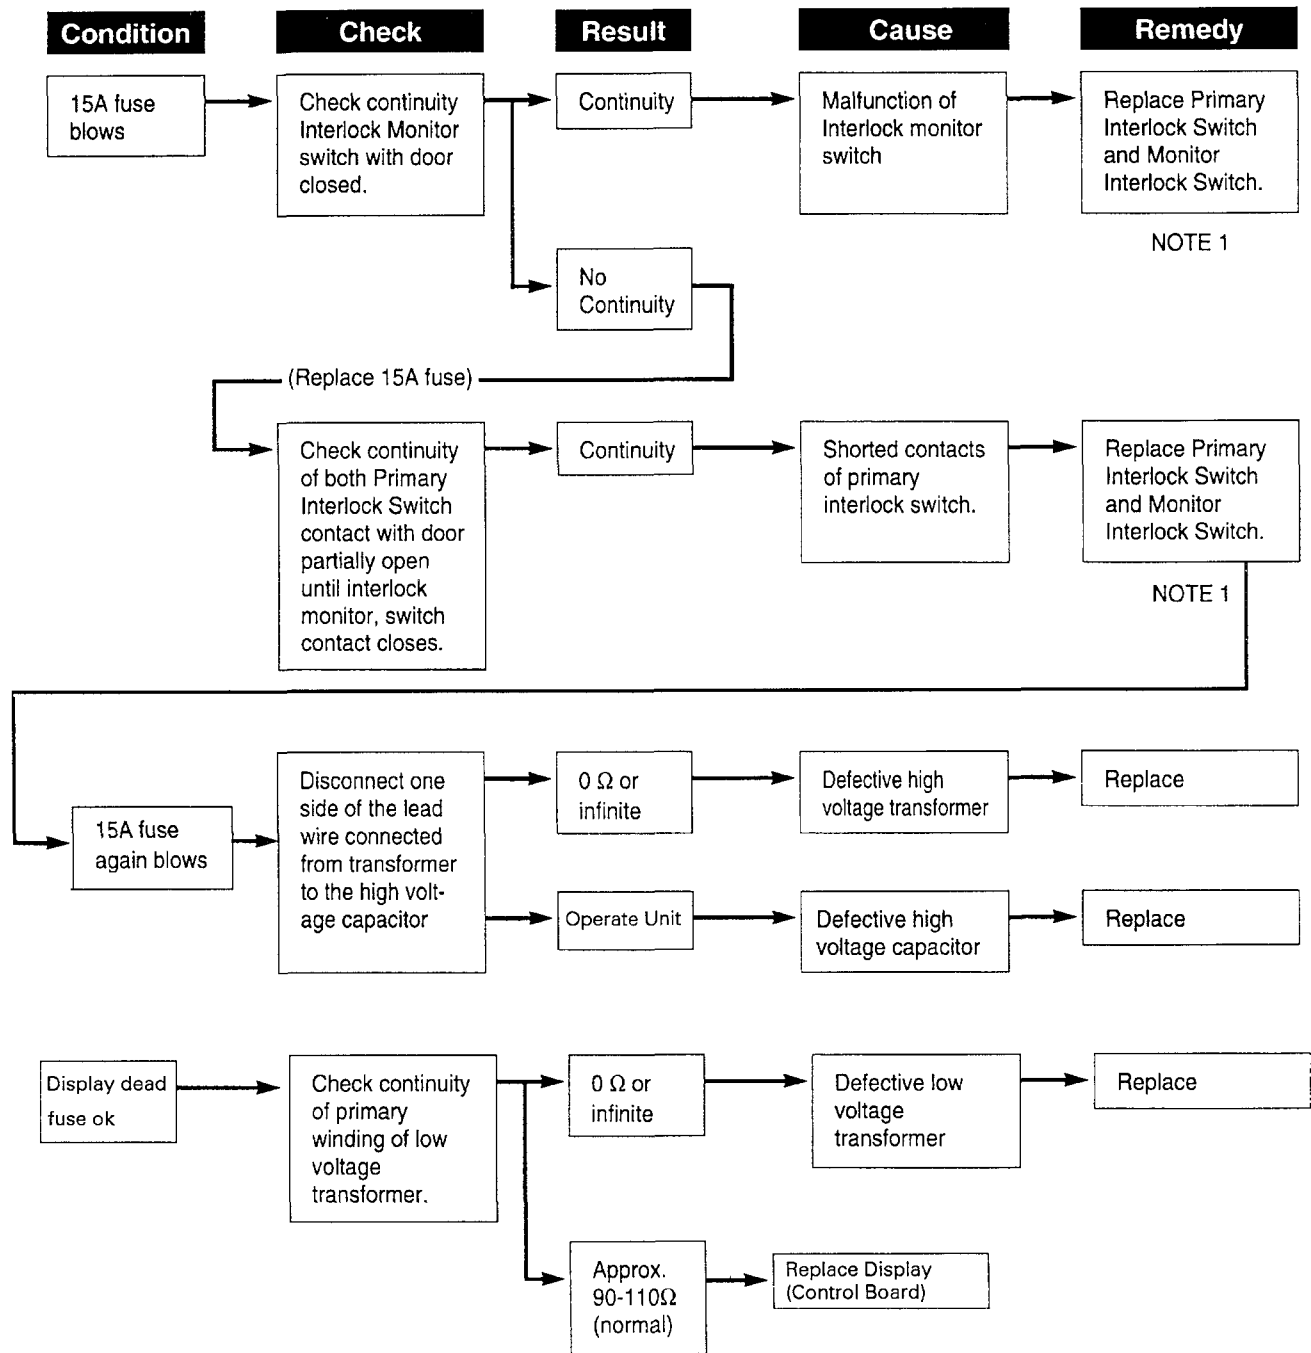 Condition
Check
Result
Cause
Remedy
15A fuse
blows
Check continuity
Interlock Monitor
switch with door
closed.
Continuity
Malfunction of
Interlock monitor
switch
Replace Primary
Interlock Switch
and Monitor
Interlock Switch.
NOTE 1
No
Continuity
(Replace 15A fuse)
Check continuity
of both Primary
Interlock Switch
contact with door
partially open
until interlock
monitor, switch
contact closes.
Continuity
Shorted contacts
of primary
interlock switch.
Replace Primary
Interlock Switch
and Monitor
Interlock Switch.
NOTE 1
15A fuse
again blows
Disconnect one
side of the lead
wire connected
from transformer
to the high volt-
age capacitor
0 Ω or
infinite
Defective high
voltage transformer
Replace
Operate Unit
Defective high
voltage capacitor
Replace
Display dead
fuse ok
Check continuity
of primary
winding of low
voltage
transformer.
0 Ω or
infinite
Defective low
voltage
transformer
Replace
Approx.
90-110Ω
(normal)
Replace Display
(Control Board)